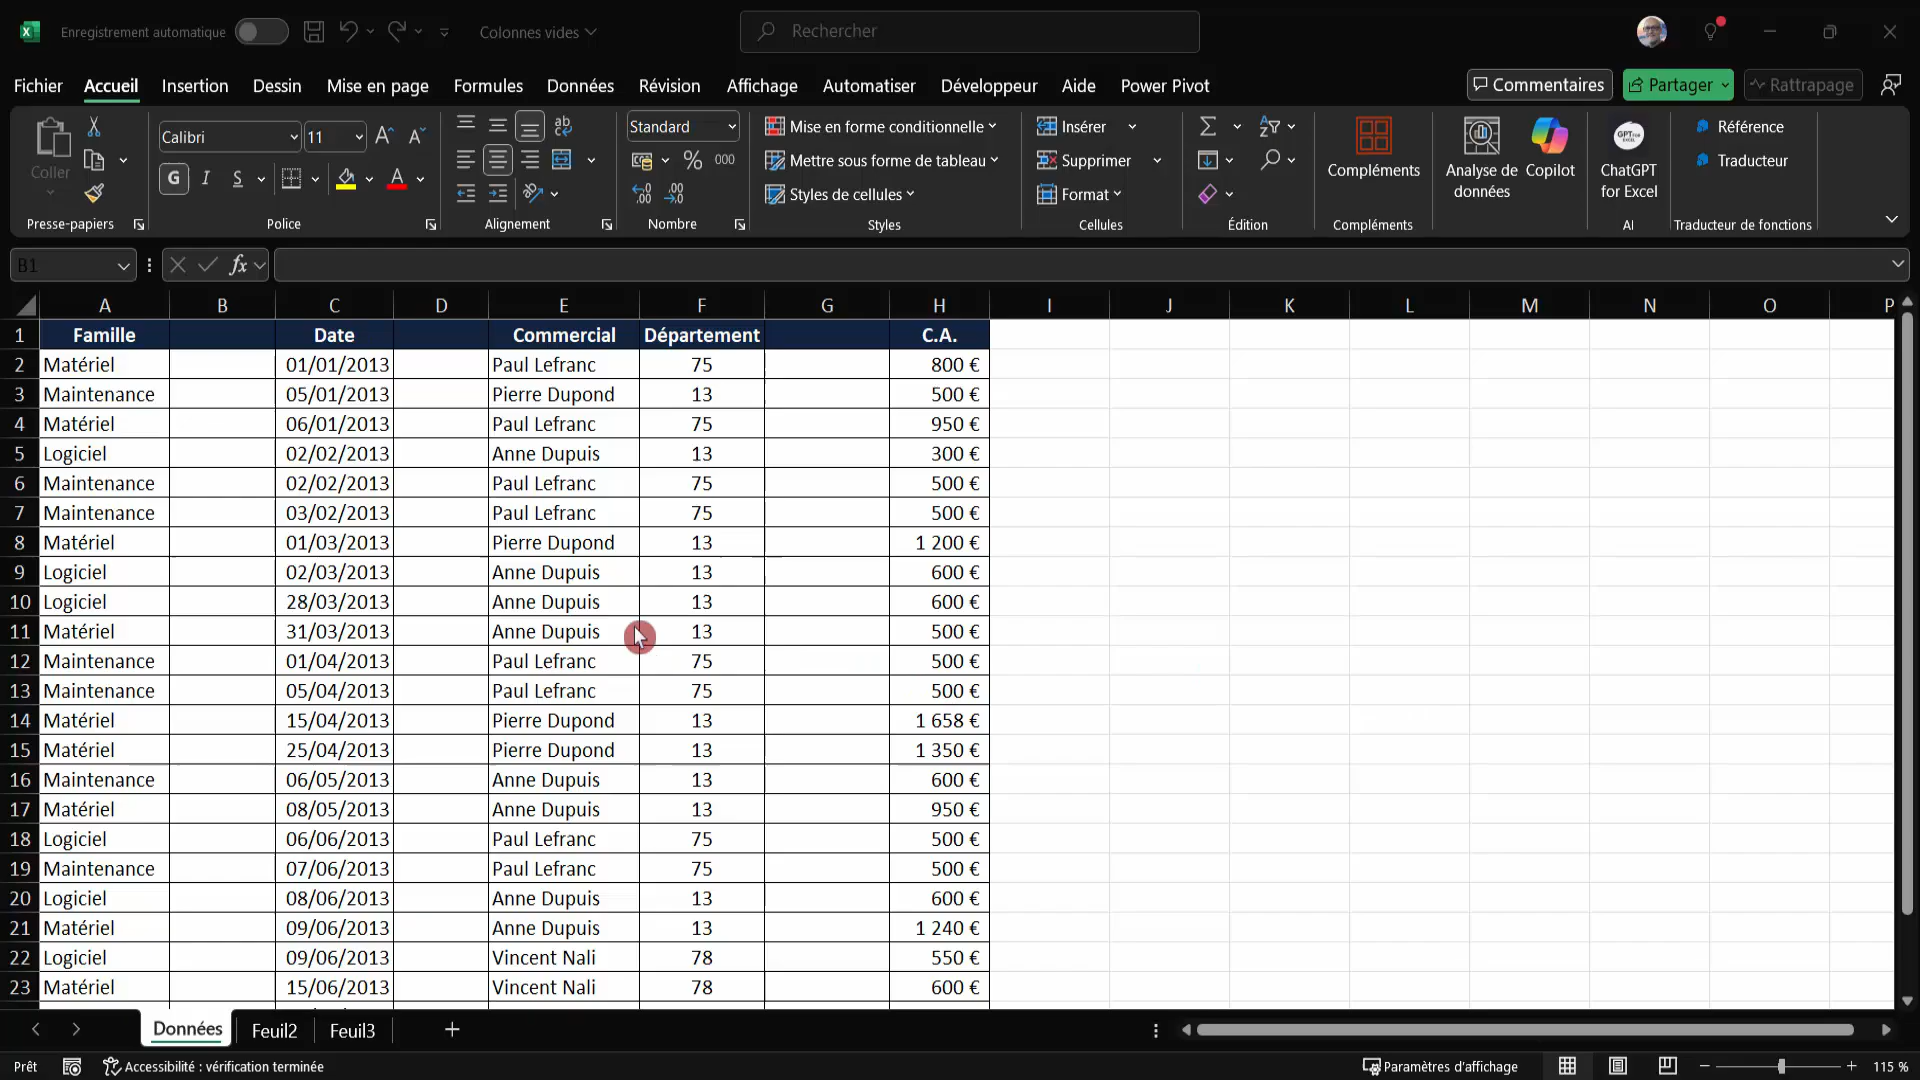 Enregistrement automatique Colonnes vides Rechercher
Fichier Accueil Insertion Dessin Mise en page Formules Données Révision Affichage Automatiser Développeur Aide Power Pivot Commentaires Partager Rattrapage
Coller
Calibri 11
G I S
Presse-papiers
Police
Alignement
Standard
% 000
Nombre
Mise en forme conditionnelle
Mettre sous forme de tableau
Styles de cellules
Styles
Insérer
Supprimer
Format
Cellules
Édition
Compléments
Compléments
Analyse de données
Copilot
ChatGPT for Excel
AI
Référence
Traducteur
Traducteur de fonctions
B1 fx
A B C D E F G H I J K L M N O P
1 Famille Date Commercial Département C.A.
2 Matériel 01/01/2013 Paul Lefranc 75 800 €
3 Maintenance 05/01/2013 Pierre Dupond 13 500 €
4 Matériel 06/01/2013 Paul Lefranc 75 950 €
5 Logiciel 02/02/2013 Anne Dupuis 13 300 €
6 Maintenance 02/02/2013 Paul Lefranc 75 500 €
7 Maintenance 03/02/2013 Paul Lefranc 75 500 €
8 Matériel 01/03/2013 Pierre Dupond 13 1 200 €
9 Logiciel 02/03/2013 Anne Dupuis 13 600 €
10 Logiciel 28/03/2013 Anne Dupuis 13 600 €
11 Matériel 31/03/2013 Anne Dupuis 13 500 €
12 Maintenance 01/04/2013 Paul Lefranc 75 500 €
13 Maintenance 05/04/2013 Paul Lefranc 75 500 €
14 Matériel 15/04/2013 Pierre Dupond 13 1 658 €
15 Matériel 25/04/2013 Pierre Dupond 13 1 350 €
16 Maintenance 06/05/2013 Anne Dupuis 13 600 €
17 Matériel 08/05/2013 Anne Dupuis 13 950 €
18 Logiciel 06/06/2013 Paul Lefranc 75 500 €
19 Maintenance 07/06/2013 Paul Lefranc 75 500 €
20 Logiciel 08/06/2013 Anne Dupuis 13 600 €
21 Matériel 09/06/2013 Anne Dupuis 13 1 240 €
22 Logiciel 09/06/2013 Vincent Nali 78 550 €
23 Matériel 15/06/2013 Vincent Nali 78 600 €
Données Feuil2 Feuil3
Prêt Accessibilité : vérification terminée Paramètres d'affichage 115 %